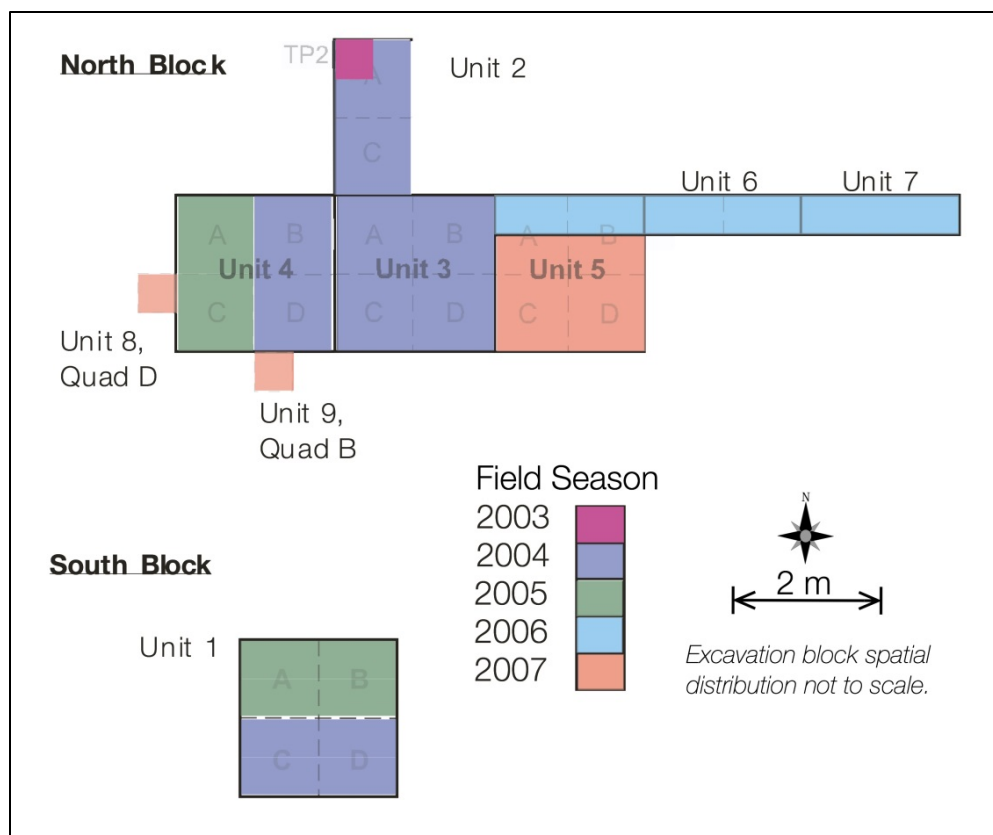 North Block
TP2
A
Unit 2
C
Unit 6
Unit 7
A
B
A
B
A
B
Unit 4
Unit 3
Unit 5
C
D
C
D
C
D
Unit 8,
Quad D
Unit 9,
Quad B
Field Season
2003
2004
2005
2006
2007
N
2 m
Excavation block spatial
distribution not to scale.
South Block
Unit 1
A
B
C
D